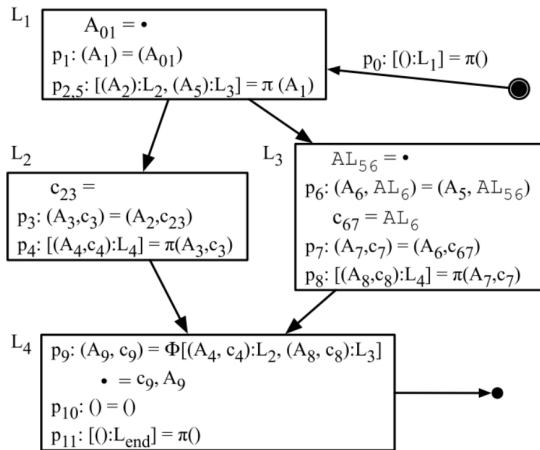 L₁
A₀₁ = •
p₁: (A₁) = (A₀₁)
p₂,₅: [(A₂):L₂, (A₅):L₃] = π (A₁)
p₀: [():L₁] = π()
L₂
c₂₃ =
p₃: (A₃,c₃) = (A₂,c₂₃)
p₄: [(A₄,c₄):L₄] = π(A₃,c₃)
L₃
AL₅₆ = •
p₆: (A₆, AL₆) = (A₅, AL₅₆)
c₆₇ = AL₆
p₇: (A₇,c₇) = (A₆,c₆₇)
p₈: [(A₈,c₈):L₄] = π(A₇,c₇)
L₄
p₉: (A₉, c₉) = Φ[(A₄, c₄):L₂, (A₈, c₈):L₃]
• = c₉, A₉
p₁₀: () = ()
p₁₁: [():L_end] = π()